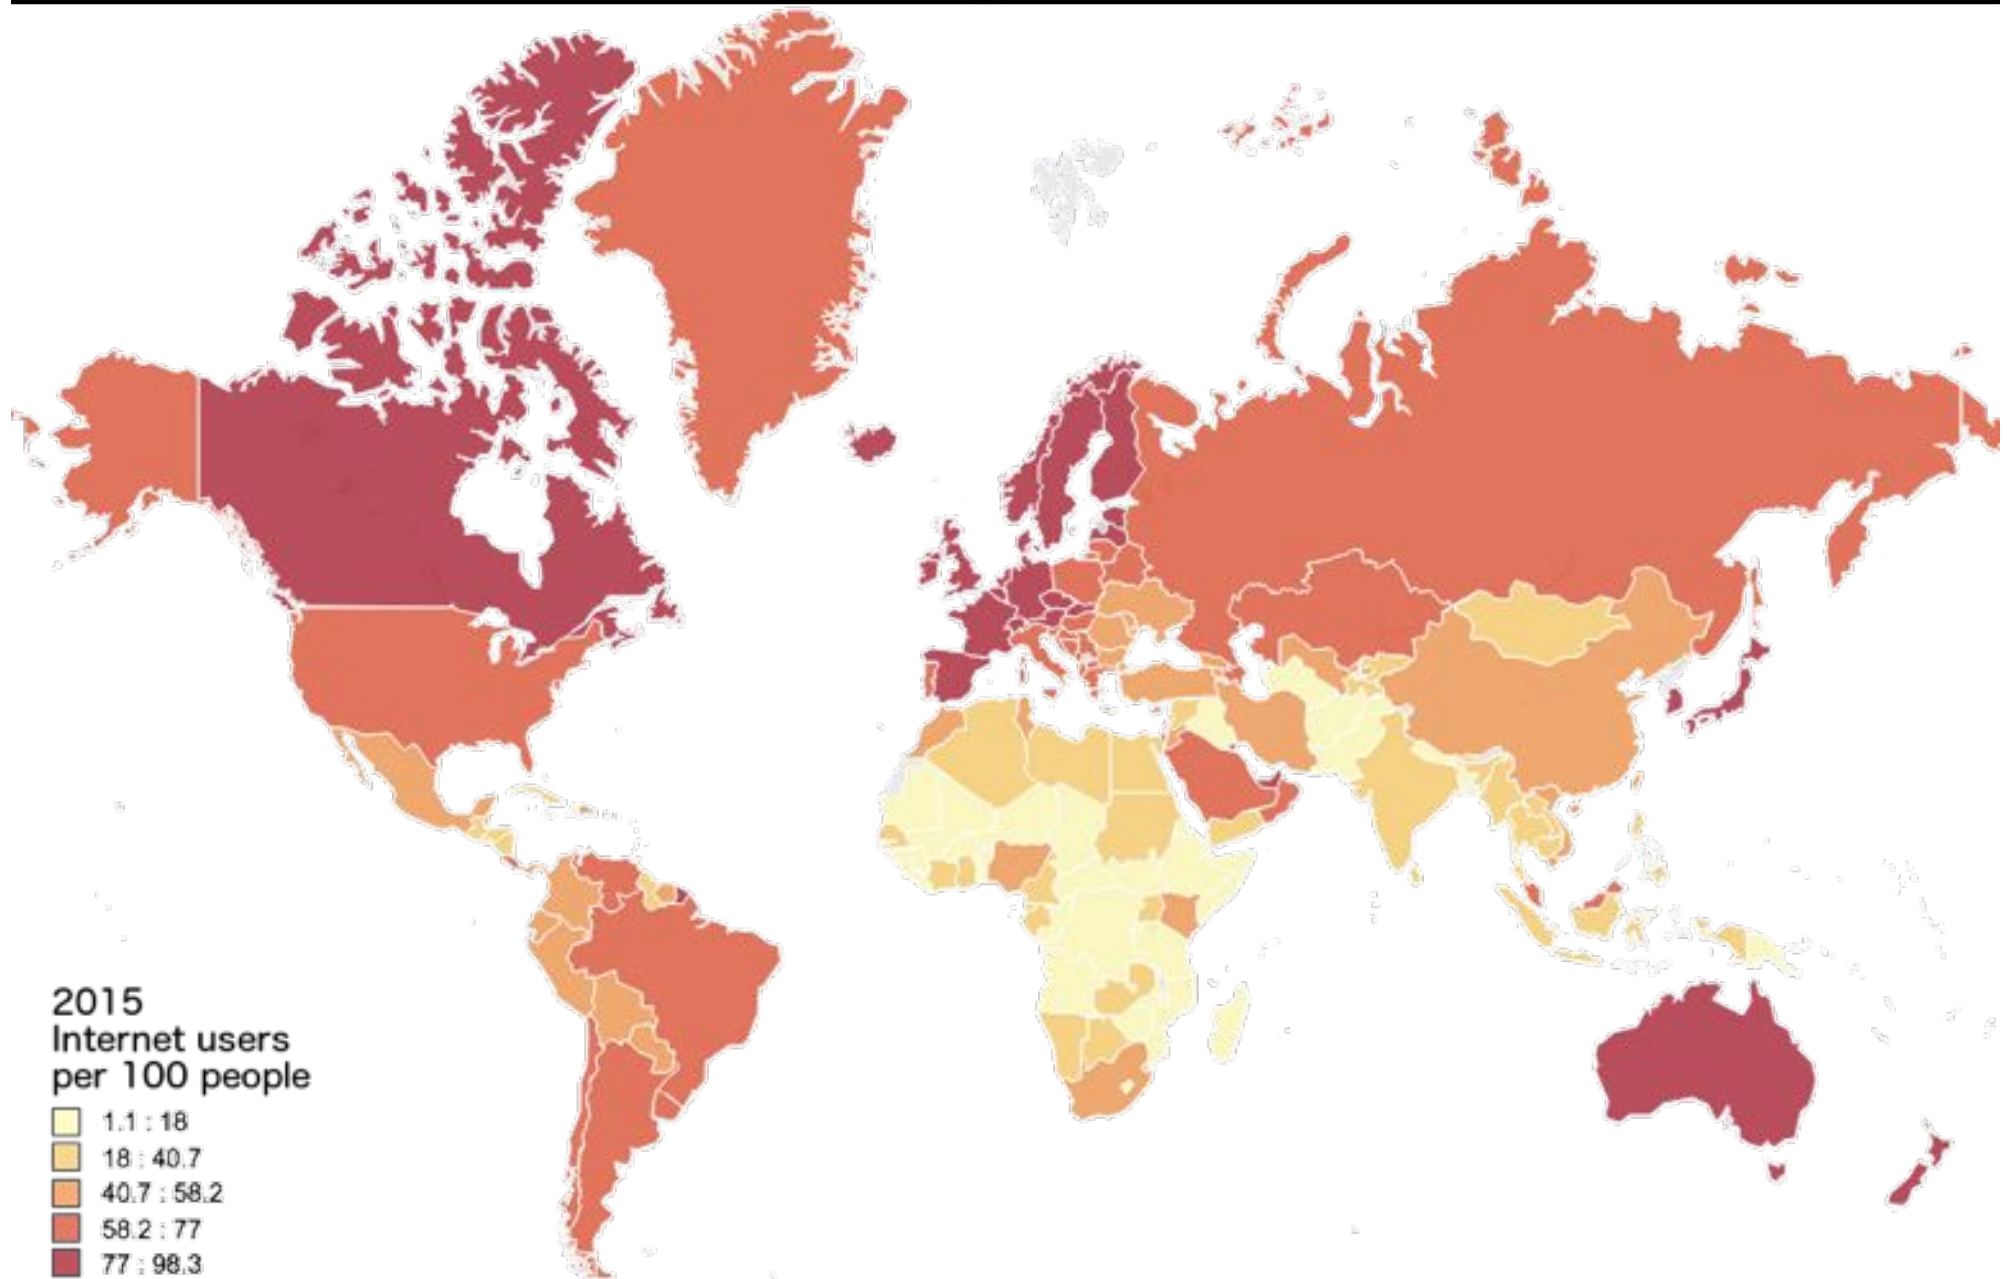 2015
Internet users
per 100 people
1.1 : 18
18 : 40.7
40.7 : 58.2
58.2 : 77
77 : 98.3